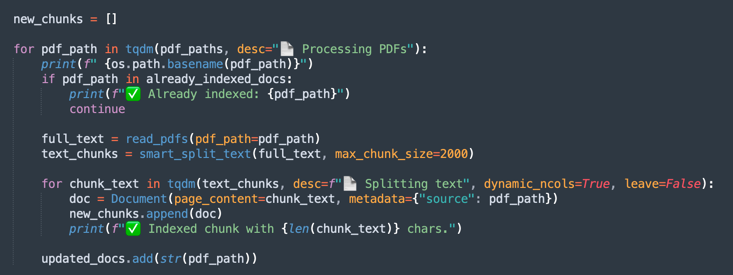 new_chunks = []
for pdf_path in tqdm(pdf_paths, desc="📄 Processing PDFs"):
    print(f" {os.path.basename(pdf_path)}")
    if pdf_path in already_indexed_docs:
        print(f"✅ Already indexed: {pdf_path}")
        continue
    full_text = read_pdfs(pdf_path=pdf_path)
    text_chunks = smart_split_text(full_text, max_chunk_size=2000)
    for chunk_text in tqdm(text_chunks, desc=f"📄 Splitting text", dynamic_ncols=True, leave=False):
        doc = Document(page_content=chunk_text, metadata={"source": pdf_path})
        new_chunks.append(doc)
        print(f"✅ Indexed chunk with {len(chunk_text)} chars.")
    updated_docs.add(str(pdf_path))